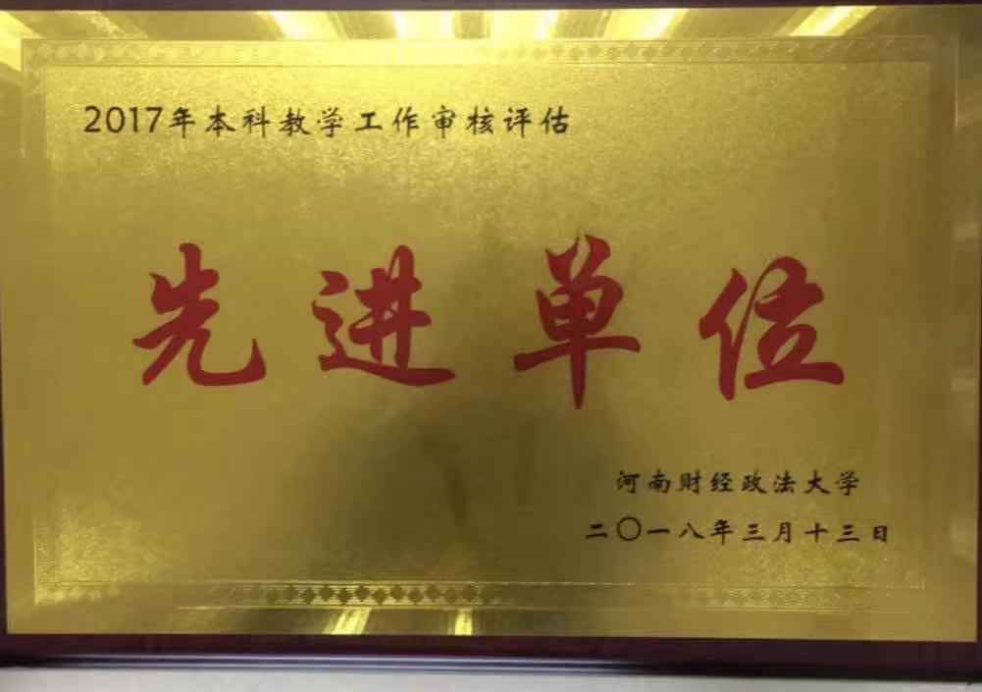 2017年本科教学工作审核评估
先进单位
河南财经政法大学
二〇一八年三月十三日